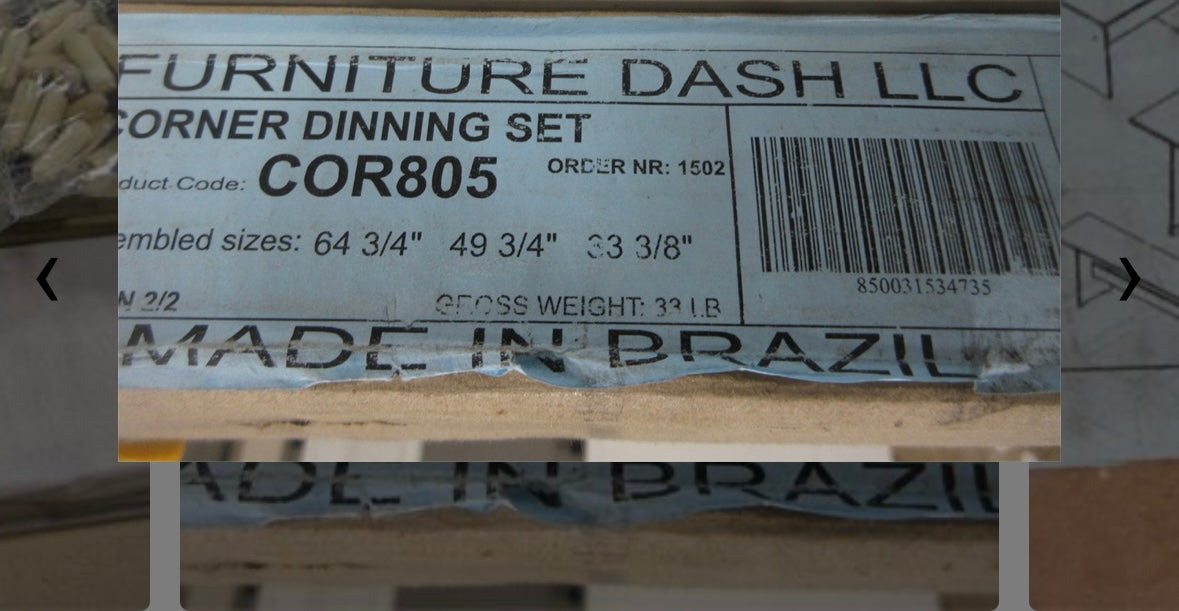 FURNITURE DASH LLC
CORNER DINNING SET
duct Code: COR805
ORDER NR: 1502
embled sizes: 64 3/4" 49 3/4" 33 3/8"
850031534735
N 2/2
GROSS WEIGHT: 33 LB
MADE IN BRAZIL
ADE IN BRAZIL